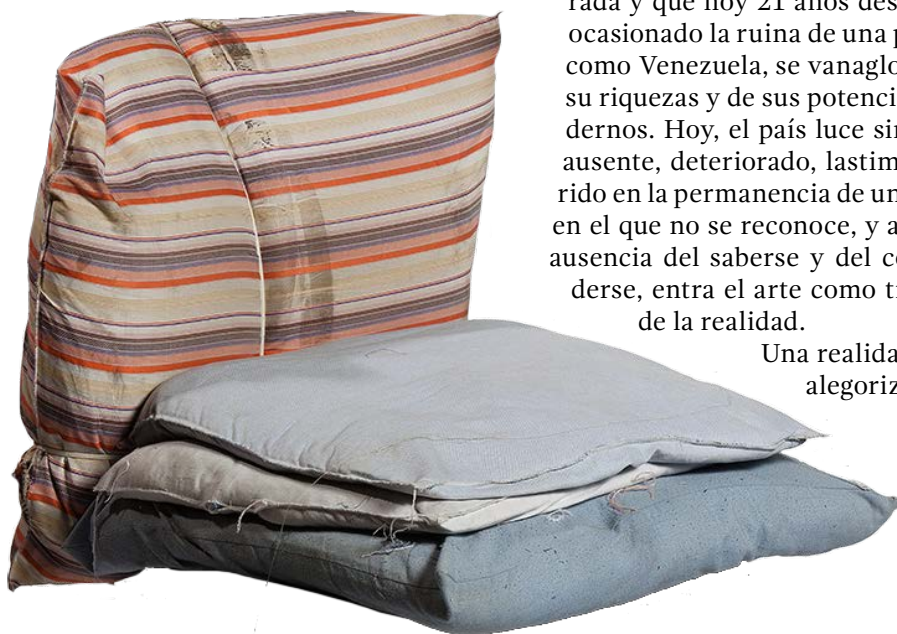 rada y que hoy 21 años des
ocasionado la ruina de una p
como Venezuela, se vanaglo
su riquezas y de sus potenci
dernos. Hoy, el país luce sin
ausente, deteriorado, lastim
rido en la permanencia de un
en el que no se reconoce, y a
ausencia del saberse y del c
derse, entra el arte como t
de la realidad.
Una realida
alegoriz